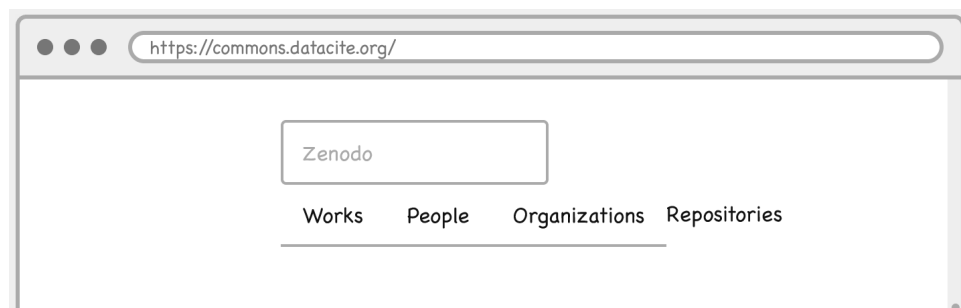 https://commons.datacite.org/
Zenodo
Works People Organizations Repositories